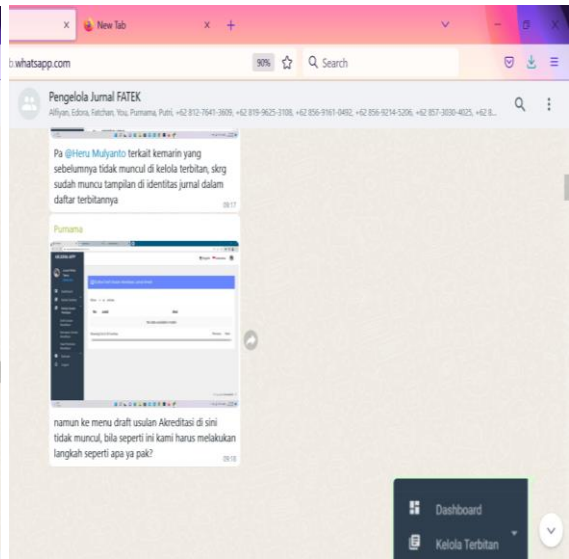 New Tab
b.whatsapp.com
90%
Search
Pengelola Jurnal FATEK
Alfiyan, Edora, Fatchan, You, Purnama, Putri, +62 812-7641-3609, +62 819-9625-3108, +62 856-9161-0492, +62 856-9214-5206, +62 857-3030-4025, +62 8...
Pa @Heru Mulyanto terkait kemarin yang
sebelumnya tidak muncul di kelola terbitan, skrg
sudah muncu tampilan di identitas jurnal dalam
daftar terbitannya
09:17
Purnama
namun ke menu draft usulan Akreditasi di sini
tidak muncul, bila seperti ini kami harus melakukan
langkah seperti apa ya pak?
09:18
Dashboard
Kelola Terbitan